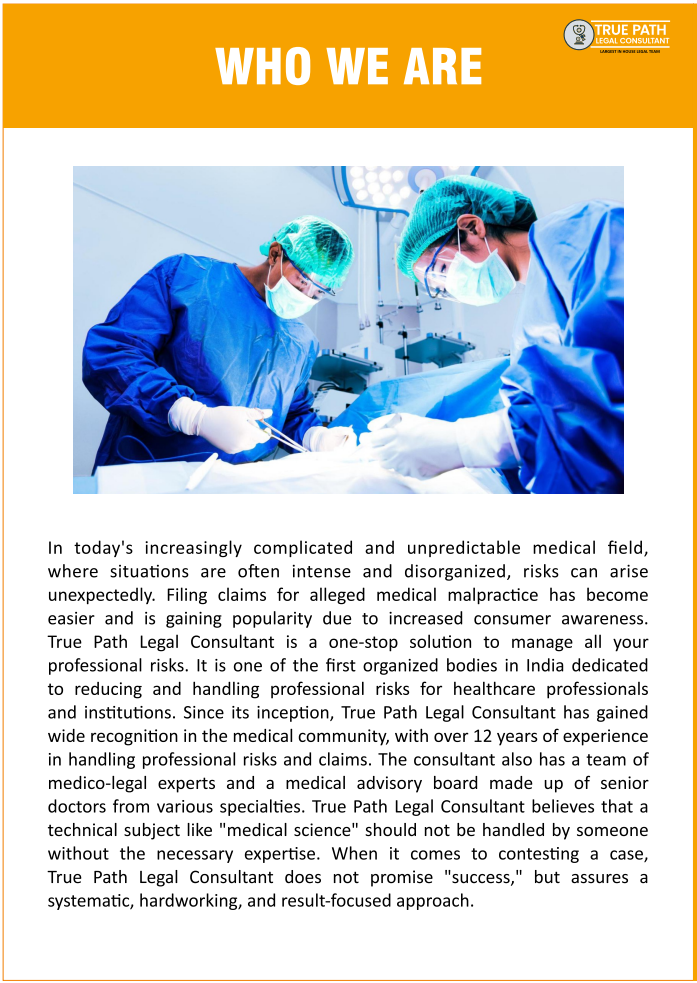 TRUE PATH
LEGAL CONSULTANT
LARGEST IN HOUSE LEGAL TEAM
WHO WE ARE
In today's increasingly complicated and unpredictable medical field,
where situations are often intense and disorganized, risks can arise
unexpectedly. Filing claims for alleged medical malpractice has become
easier and is gaining popularity due to increased consumer awareness.
True Path Legal Consultant is a one-stop solution to manage all your
professional risks. It is one of the first organized bodies in India dedicated
to reducing and handling professional risks for healthcare professionals
and institutions. Since its inception, True Path Legal Consultant has gained
wide recognition in the medical community, with over 12 years of experience
in handling professional risks and claims. The consultant also has a team of
medico-legal experts and a medical advisory board made up of senior
doctors from various specialties. True Path Legal Consultant believes that a
technical subject like "medical science" should not be handled by someone
without the necessary expertise. When it comes to contesting a case,
True Path Legal Consultant does not promise "success," but assures a
systematic, hardworking, and result-focused approach.